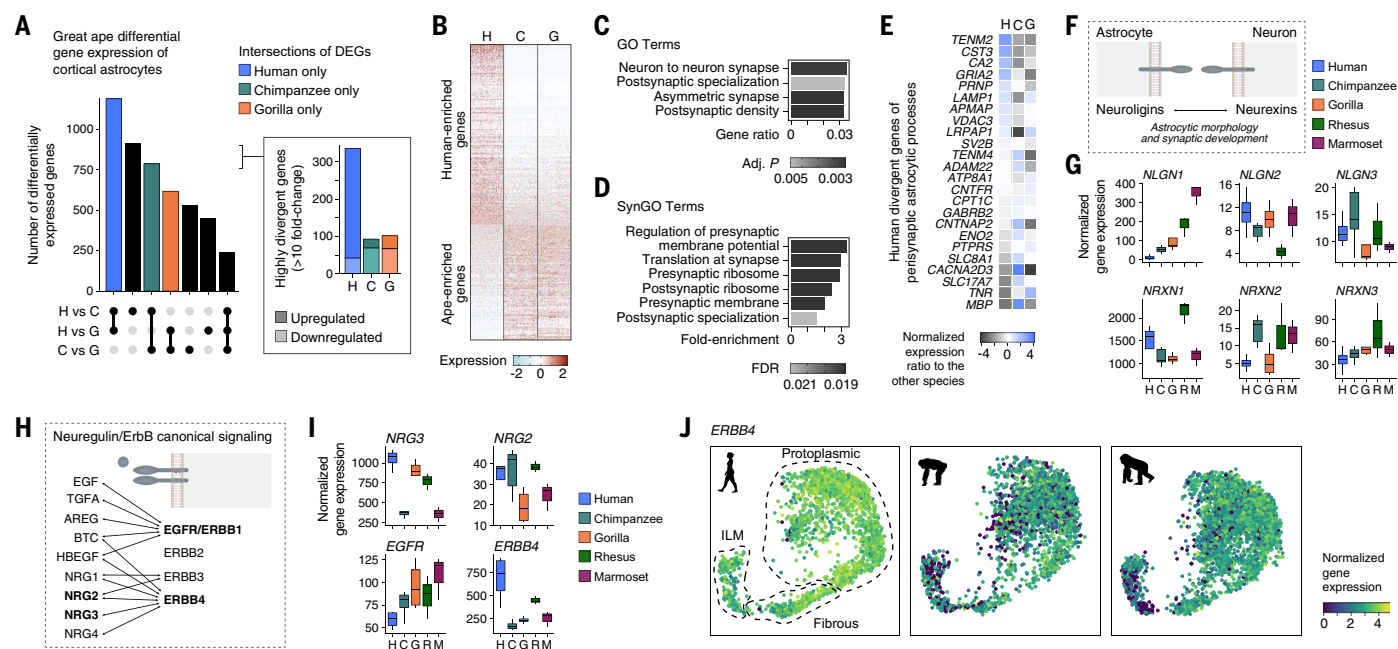 A
Great ape differential
gene expression of
cortical astrocytes
Intersections of DEGs
Human only
Chimpanzee only
Gorilla only
Number of differentially
expressed genes
1000
750
500
250
0
H vs C
H vs G
C vs G
Highly divergent genes
(>10 fold-change)
300
200
100
0
H C G
Upregulated
Downregulated
B
H C G
Human-enriched
genes
Ape-enriched
genes
Expression
-2 0 2
C
GO Terms
Neuron to neuron synapse
Postsynaptic specialization
Asymmetric synapse
Postsynaptic density
Gene ratio
0 0.03
Adj. P
0.005 0.003
D
SynGO Terms
Regulation of presynaptic
membrane potential
Translation at synapse
Presynaptic ribosome
Postsynaptic ribosome
Presynaptic membrane
Postsynaptic specialization
0 3
Fold-enrichment
FDR
0.021 0.019
E
Human divergent genes of
perisynaptic astrocytic processes
H C G
TENM2
CST3
CA2
GRIA2
PRNP
LAMP1
APMAP
VDAC3
LRPAP1
SV2B
TENM4
ADAM22
ATP8A1
CNTFR
CPT1C
GABRB2
CNTNAP2
ENO2
PTPRS
SLC8A1
CACNA2D3
SLC17A7
TNR
MBP
Normalized
expression
ratio to the
other species
-4 0 4
F
Astrocyte Neuron
Neuroligins Neurexins
Astrocytic morphology
and synaptic development
Human
Chimpanzee
Gorilla
Rhesus
Marmoset
G
Normalized
gene expression
NLGN1
400
300
200
100
0
NLGN2
16
12
8
4
NLGN3
20
15
10
NRXN1
2000
1500
1000
H C G R M
NRXN2
20
15
10
5
H C G R M
NRXN3
90
60
30
H C G R M
H
Neuregulin/ErbB canonical signaling
EGF
TGFA
AREG
BTC
HBEGF
NRG1
NRG2
NRG3
NRG4
EGFR/ERBB1
ERBB2
ERBB3
ERBB4
I
Normalized
gene expression
NRG3
1000
750
500
250
NRG2
40
30
20
10
EGFR
125
100
75
50
H C G R M
ERBB4
750
500
250
H C G R M
Human
Chimpanzee
Gorilla
Rhesus
Marmoset
J
ERBB4
Protoplasmic
ILM
Fibrous
Normalized
gene
expression
0 2 4